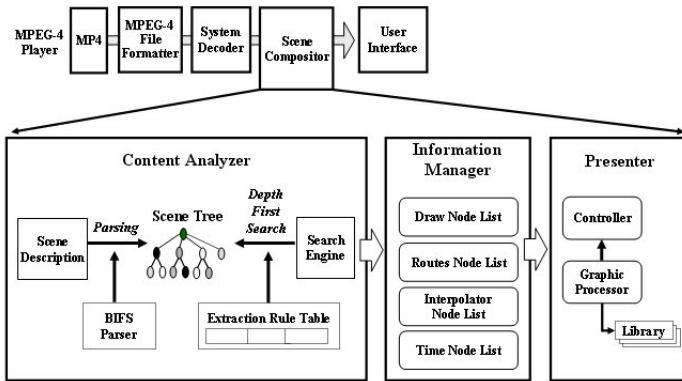 MPEG-4
Player
MP4
MPEG-4
File
Formatter
System
Decoder
Scene
Compositor
User
Interface
Content Analyzer
Scene
Description
Parsing
Scene Tree
Depth
First
Search
Search
Engine
BIFS
Parser
Extraction Rule Table
Information
Manager
Draw Node List
Routes Node List
Interpolator
Node List
Time Node List
Presenter
Controller
Graphic
Processor
Library